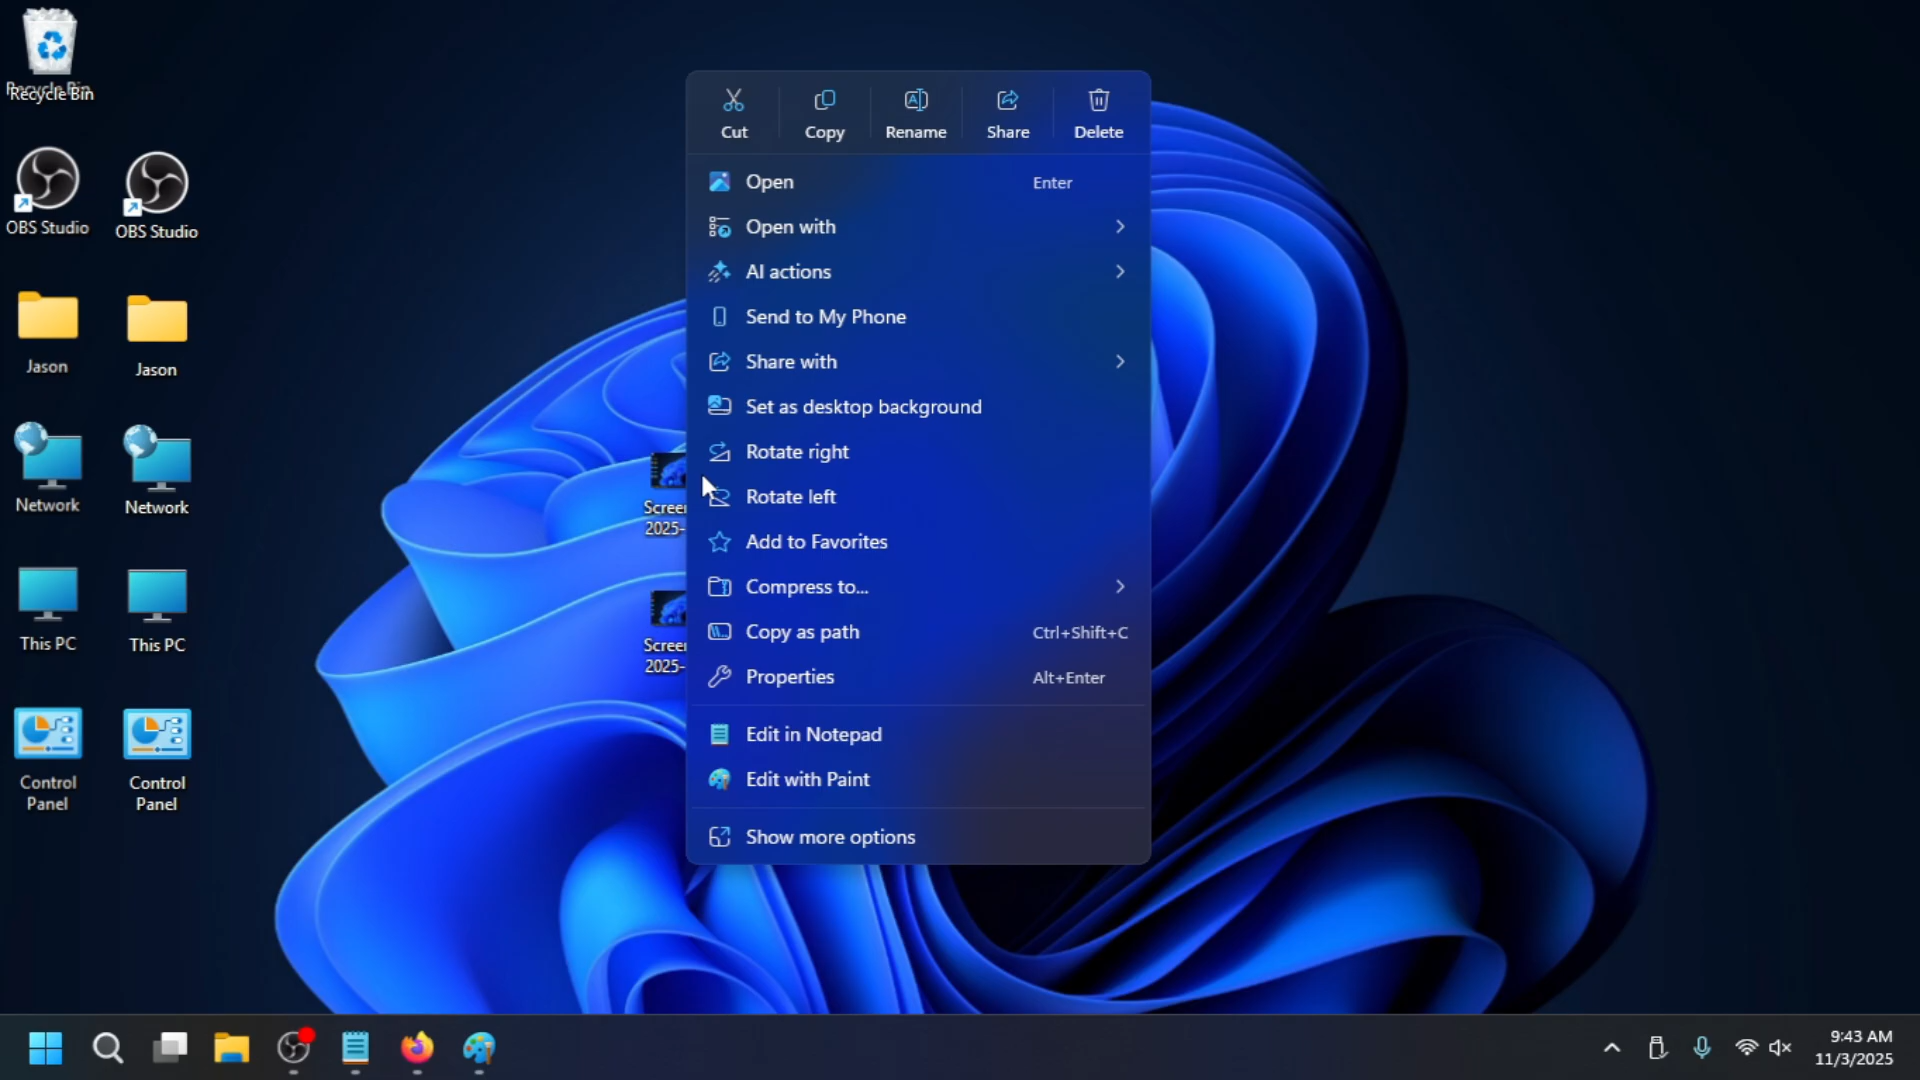 Recycle Bin
Recycle Bin
OBS Studio
OBS Studio
Jason
Jason
Network
Network
This PC
This PC
Control
Panel
Control
Panel
Screen
2025-
Screen
2025-
Cut
Copy
Rename
Share
Delete
Open Enter
Open with
AI actions
Send to My Phone
Share with
Set as desktop background
Rotate right
Rotate left
Add to Favorites
Compress to...
Copy as path Ctrl+Shift+C
Properties Alt+Enter
Edit in Notepad
Edit with Paint
Show more options
9:43 AM
11/3/2025